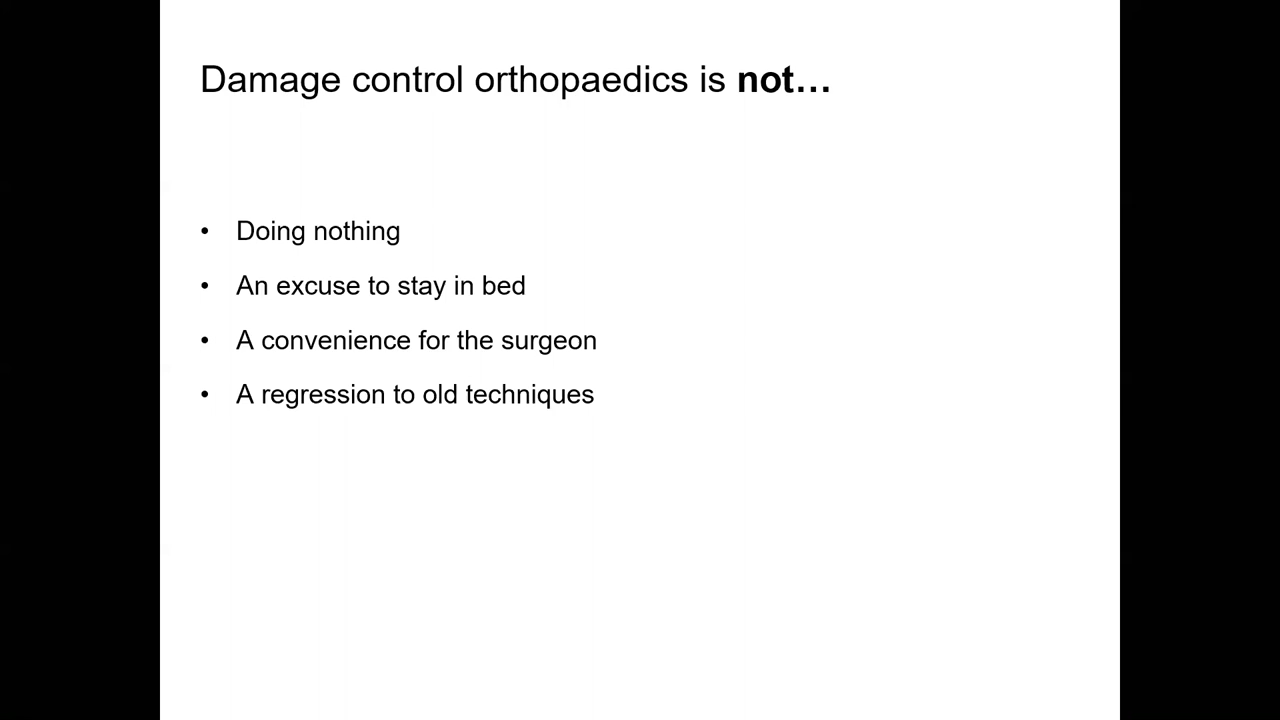 Damage control orthopaedics is not…
• Doing nothing
• An excuse to stay in bed
• A convenience for the surgeon
• A regression to old techniques